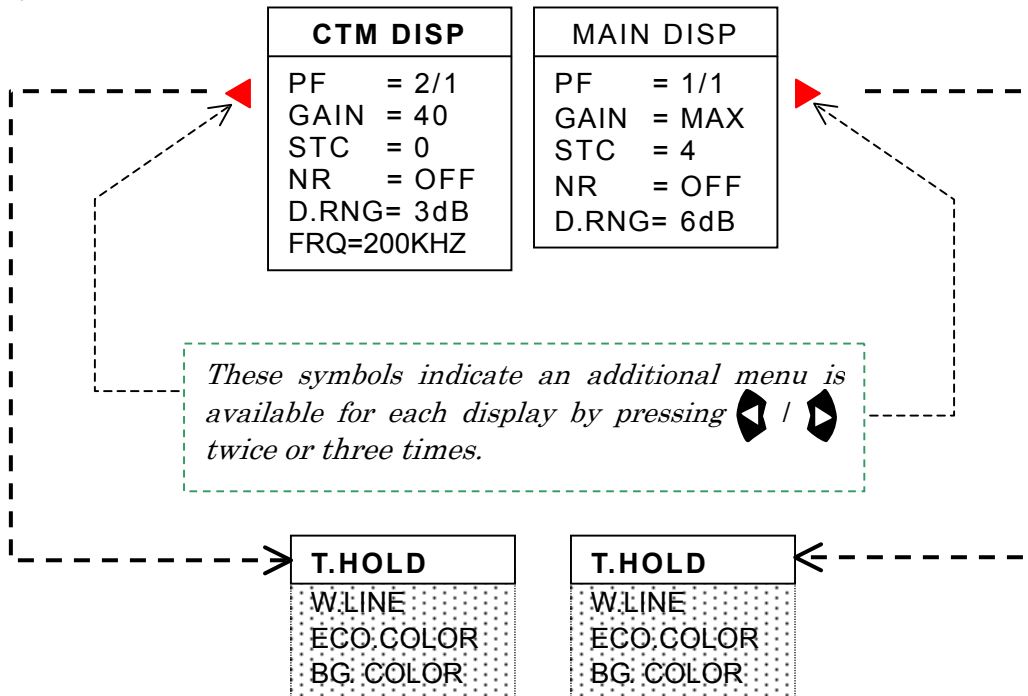 CTM DISP
PF = 2/1
GAIN = 40
STC = 0
NR = OFF
D.RNG= 3dB
FRQ=200KHZ
MAIN DISP
PF = 1/1
GAIN = MAX
STC = 4
NR = OFF
D.RNG= 6dB
These symbols indicate an additional menu is
available for each display by pressing /
twice or three times.
T.HOLD
W.LINE
ECO.COLOR
BG. COLOR
T.HOLD
W.LINE
ECO.COLOR
BG. COLOR